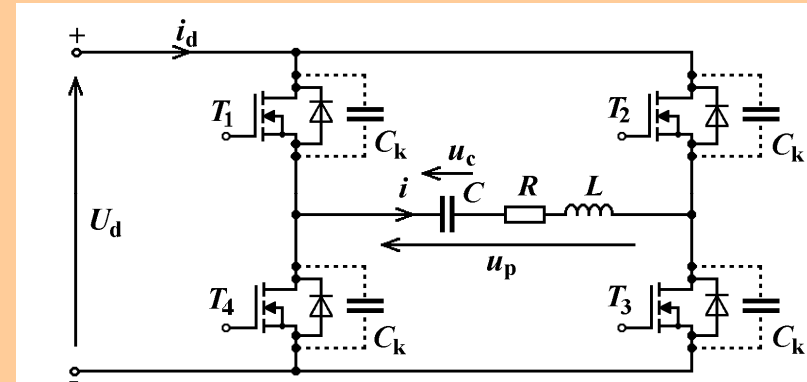 +
i_d
T_1
C_k
T_2
C_k
u_c
i
C
R
L
U_d
u_p
T_4
C_k
T_3
C_k
−